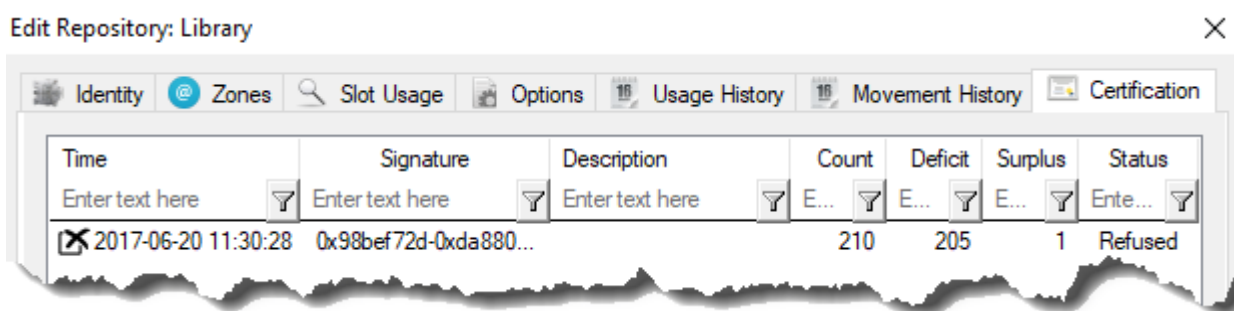 Edit Repository: Library
Identity Zones Slot Usage Options Usage History Movement History Certification
Time Signature Description Count Deficit Surplus Status
Enter text here Enter text here Enter text here E... E... E... Ente...
2017-06-20 11:30:28 0x98bef72d-0xda880... 210 205 1 Refused